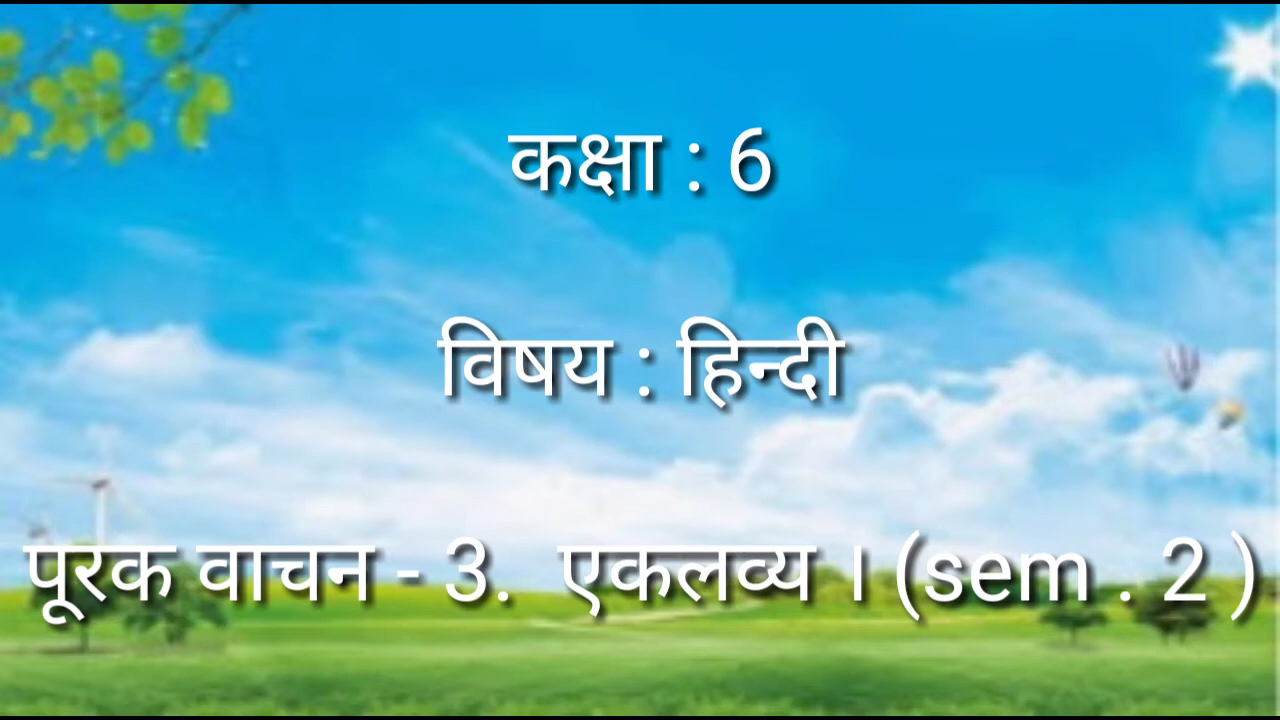 कक्षा : 6
विषय : हिन्दी
पूरक वाचन - 3. एकलव्य । (sem . 2 )